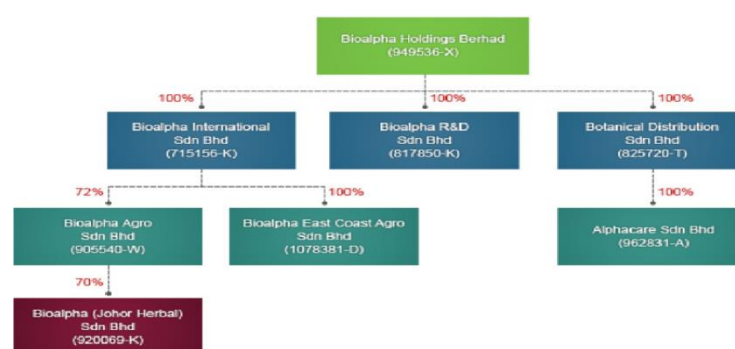 Bioalpha Holdings Berhad
(949536-X)
100%
100%
100%
Bioalpha International
Sdn Bhd
(715156-K)
Bioalpha R&D
Sdn Bhd
(817850-K)
Botanical Distribution
Sdn Bhd
(825720-T)
72%
100%
100%
Bioalpha Agro
Sdn Bhd
(905540-W)
Bioalpha East Coast Agro
Sdn Bhd
(1078381-D)
Alphacare Sdn Bhd
(962831-A)
70%
Bioalpha (Johor Herbal)
Sdn Bhd
(920069-K)